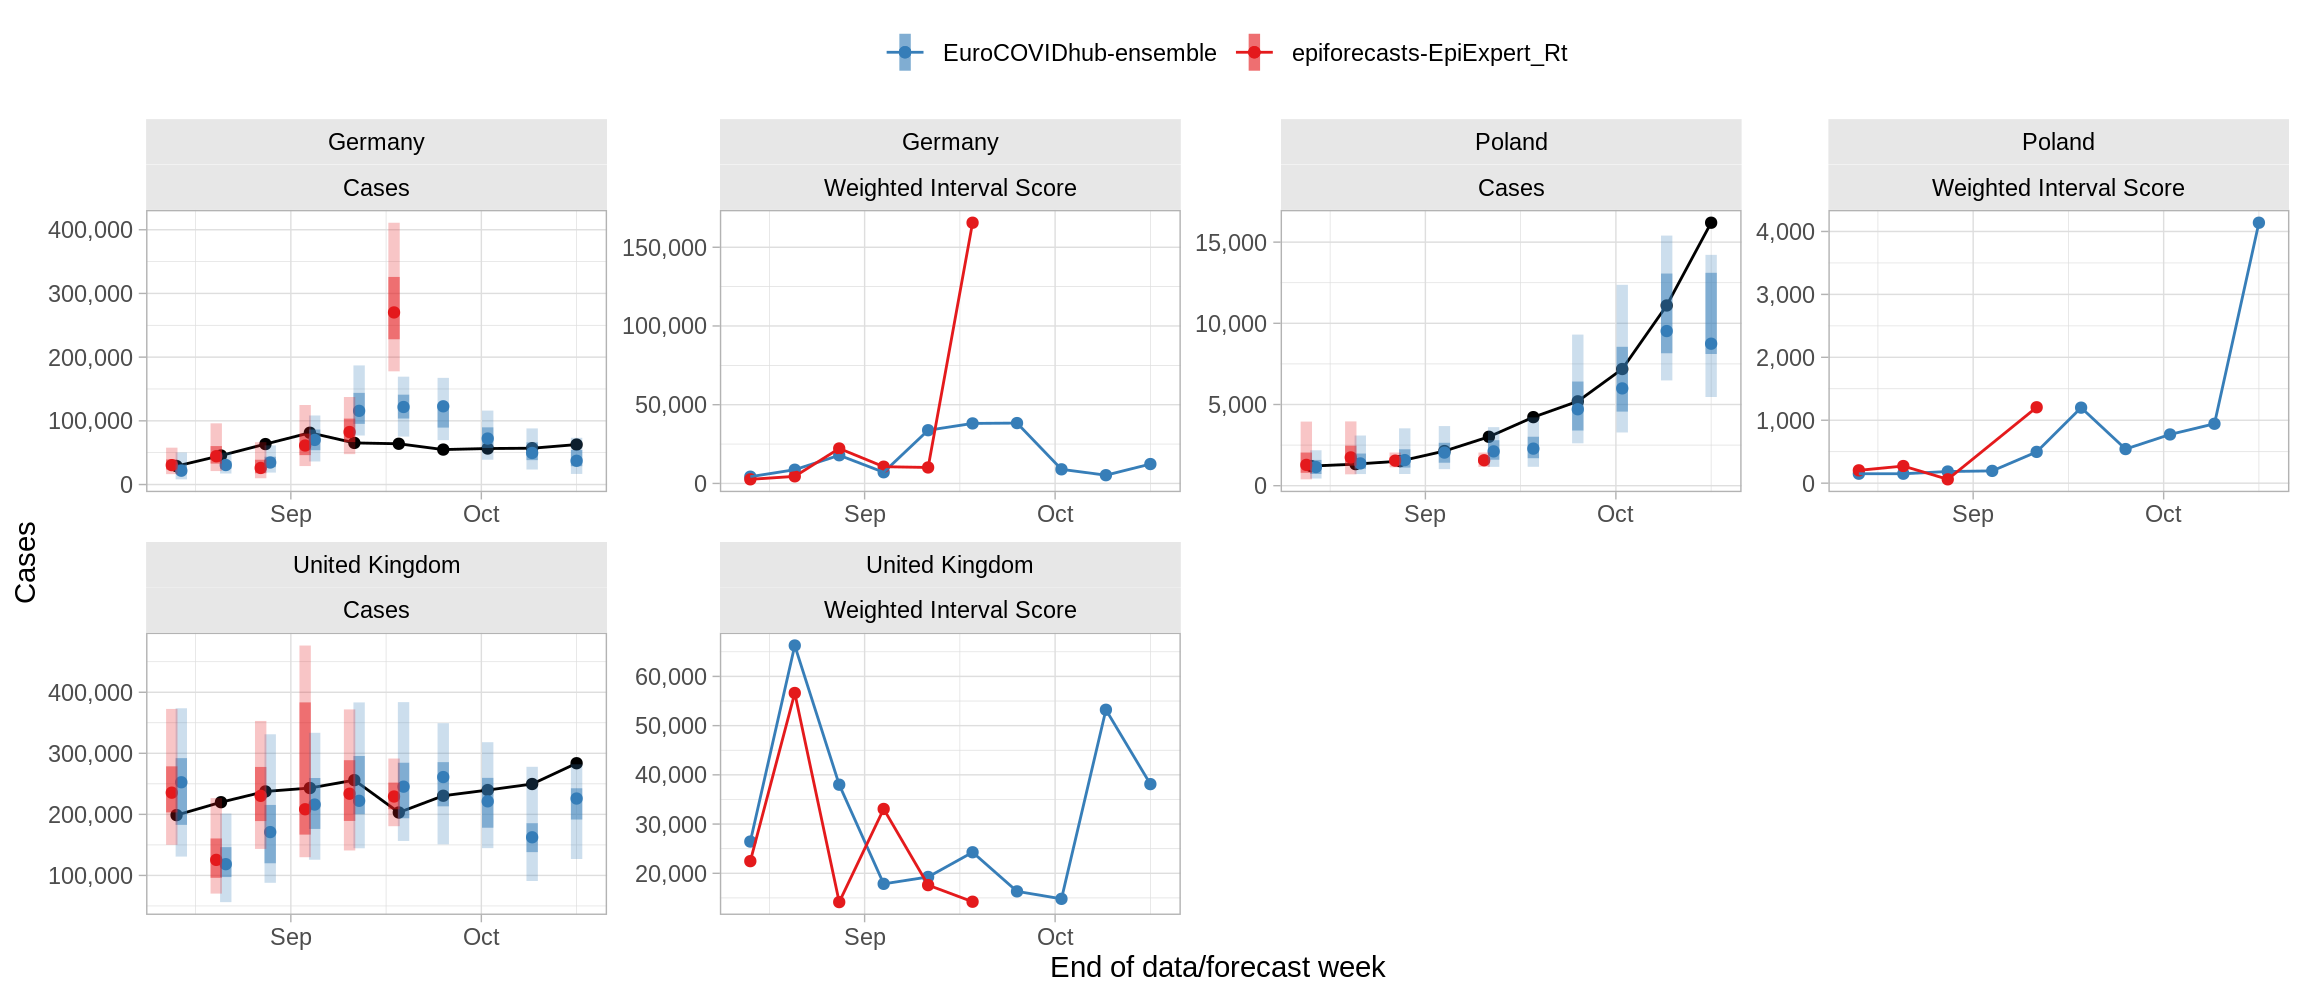 EuroCOVIDhub-ensemble epiforecasts-EpiExpert_Rt
Germany
Cases
400,000
300,000
200,000
100,000
0
Sep Oct
Germany
Weighted Interval Score
150,000
100,000
50,000
0
Sep Oct
Poland
Cases
15,000
10,000
5,000
0
Sep Oct
Poland
Weighted Interval Score
4,000
3,000
2,000
1,000
0
Sep Oct
United Kingdom
Cases
400,000
300,000
200,000
100,000
Sep Oct
United Kingdom
Weighted Interval Score
60,000
50,000
40,000
30,000
20,000
Sep Oct
Cases
End of data/forecast week